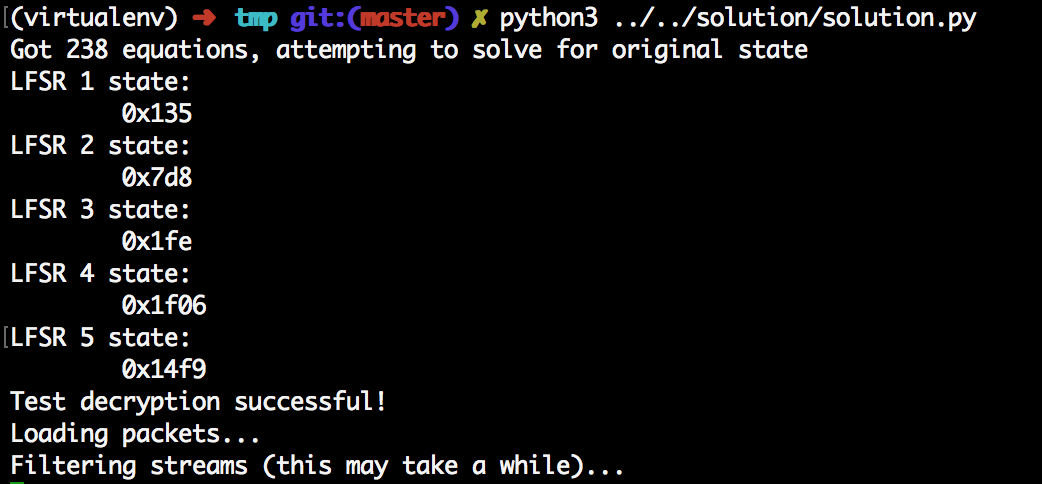 (virtualenv) ➜ tmp git:(master) ✗ python3 ../../solution/solution.py
Got 238 equations, attempting to solve for original state
LFSR 1 state:
0x135
LFSR 2 state:
0x7d8
LFSR 3 state:
0x1fe
LFSR 4 state:
0x1f06
LFSR 5 state:
0x14f9
Test decryption successful!
Loading packets...
Filtering streams (this may take a while)...